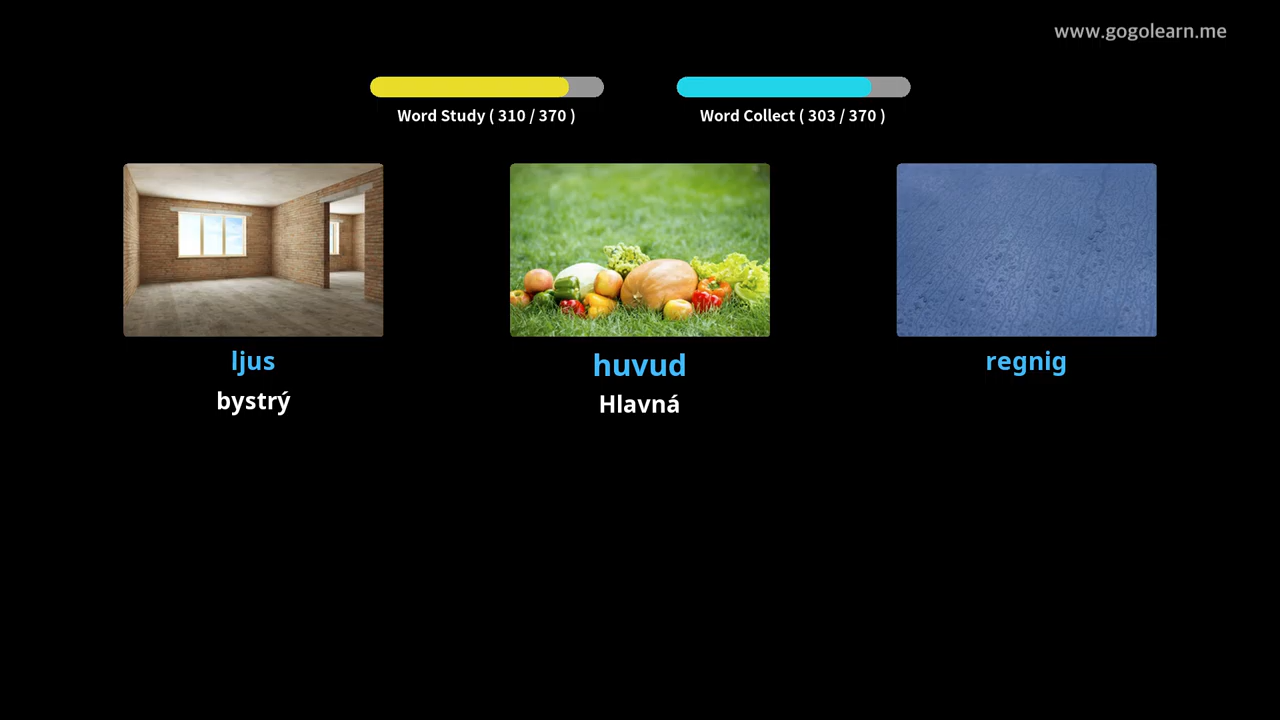 www.gogolearn.me
Word Study ( 310 / 370 )
Word Collect ( 303 / 370 )
ljus
bystrý
huvud
Hlavná
regnig